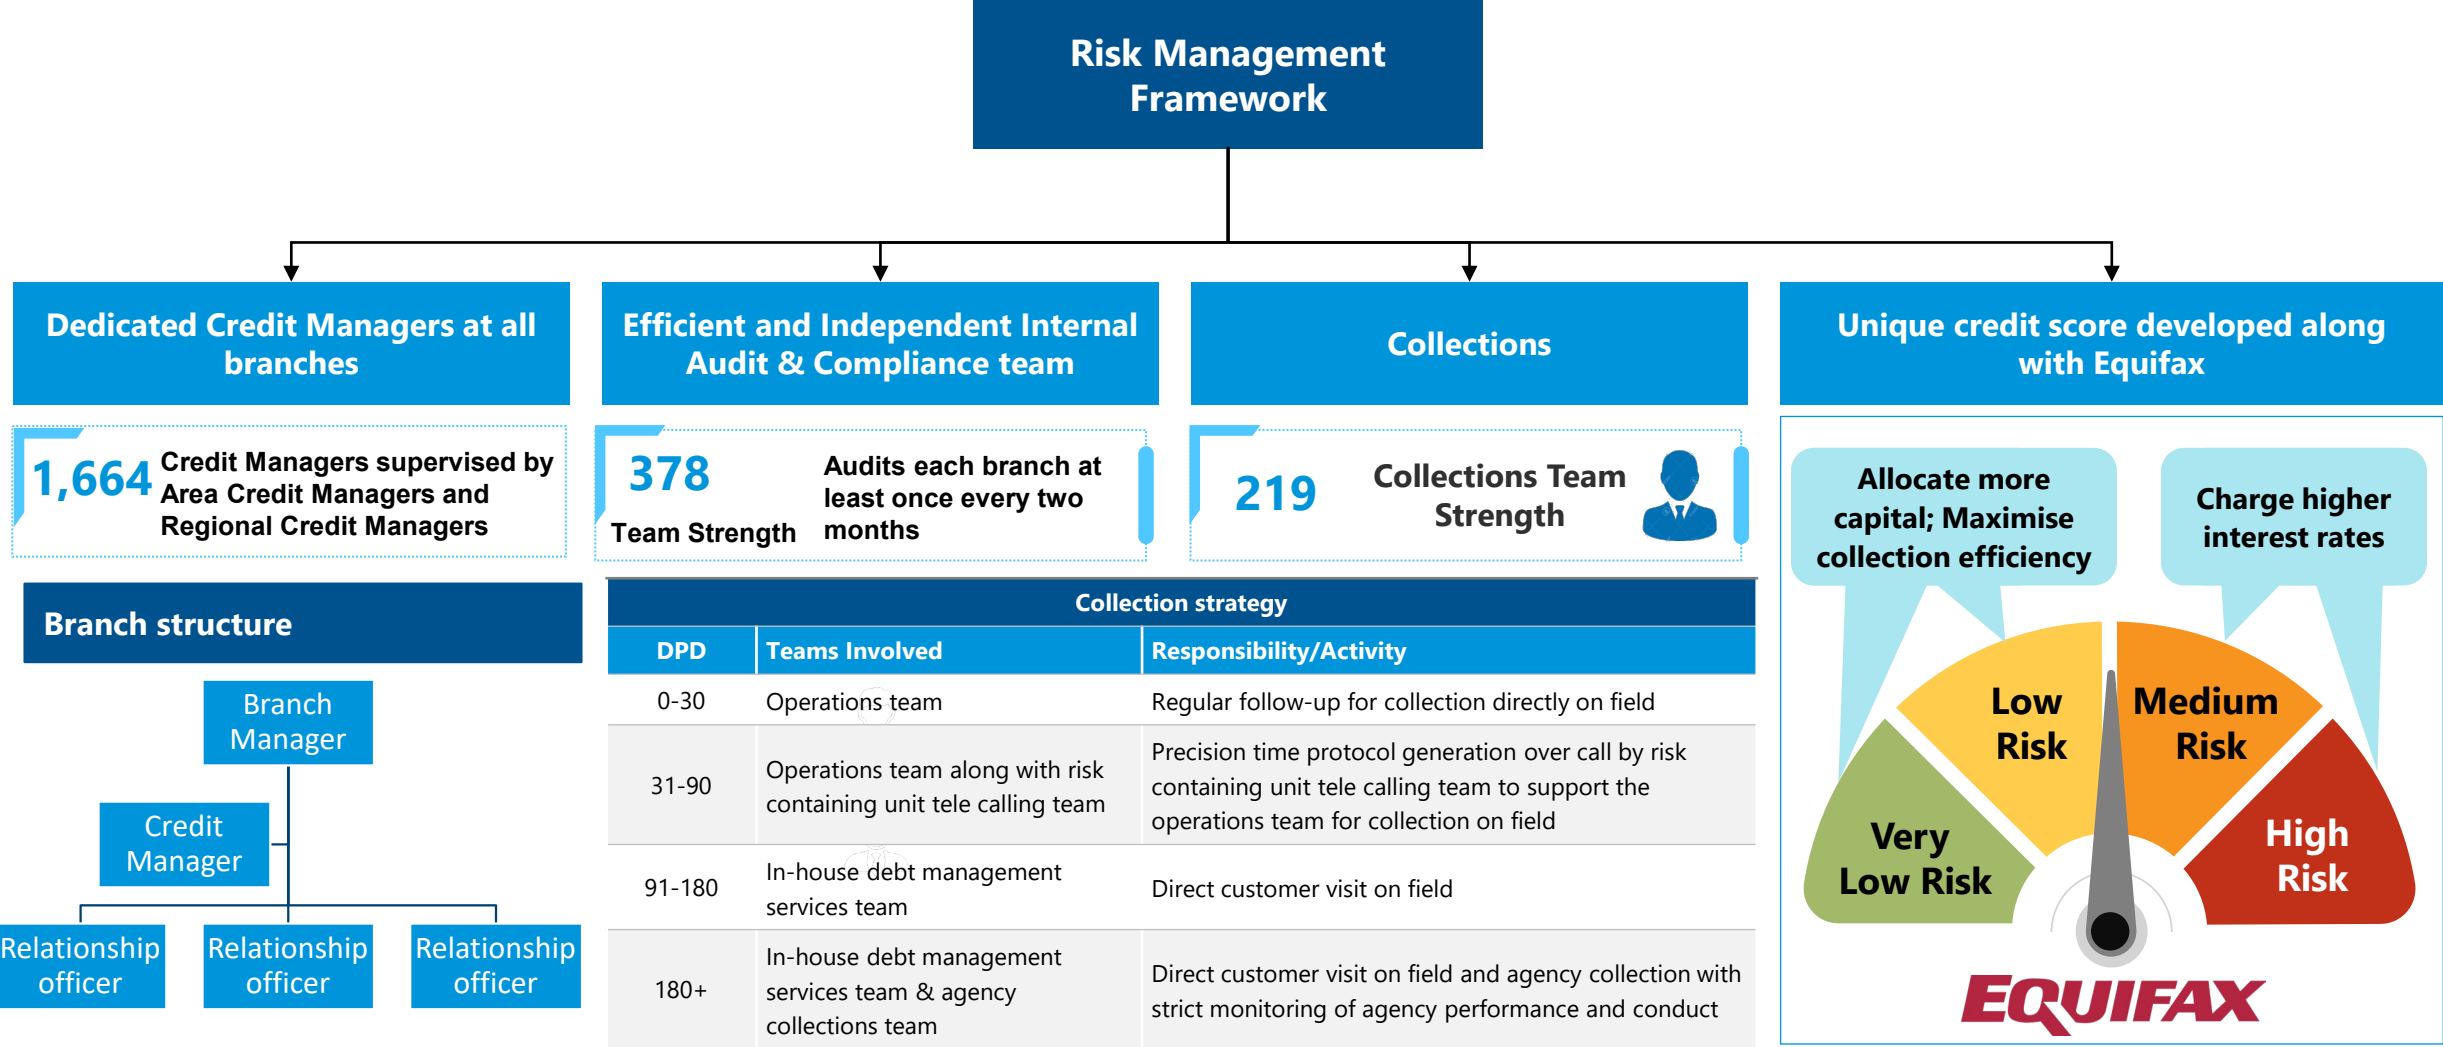 Risk Management
Framework
Dedicated Credit Managers at all
branches
Efficient and Independent Internal
Audit & Compliance team
Collections
Unique credit score developed along
with Equifax
1,664
Credit Managers supervised by
Area Credit Managers and
Regional Credit Managers
378
Team Strength
Audits each branch at
least once every two
months
219
Collections Team
Strength
Branch structure
Branch
Manager
Credit
Manager
Relationship
officer
Relationship
officer
Relationship
officer
Collection strategy
DPD
Teams Involved
Responsibility/Activity
0-30
Operations team
Regular follow-up for collection directly on field
31-90
Operations team along with risk
containing unit tele calling team
Precision time protocol generation over call by risk
containing unit tele calling team to support the
operations team for collection on field
91-180
In-house debt management
services team
Direct customer visit on field
180+
In-house debt management
services team & agency
collections team
Direct customer visit on field and agency collection with
strict monitoring of agency performance and conduct
Allocate more
capital; Maximise
collection efficiency
Charge higher
interest rates
Very
Low Risk
Low
Risk
Medium
Risk
High
Risk
EQUIFAX